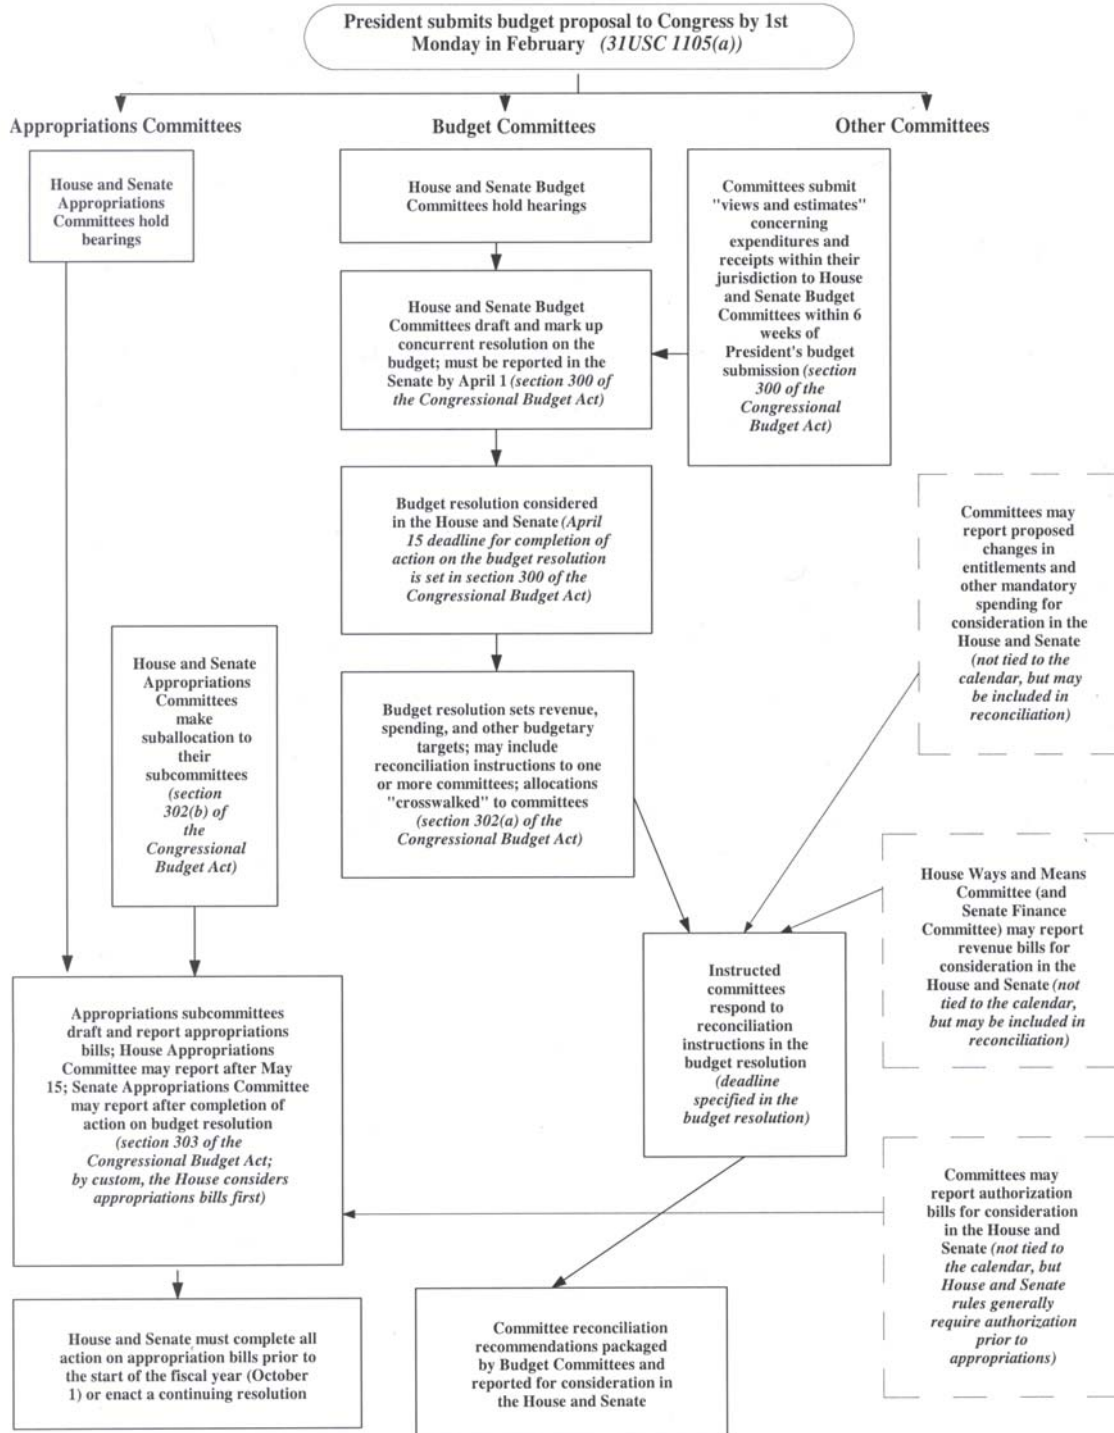 President submits budget proposal to Congress by 1st
Monday in February (31USC 1105(a))
Appropriations Committees
Budget Committees
Other Committees
House and Senate
Appropriations
Committees hold
bearings
House and Senate Budget
Committees hold hearings
Committees submit
"views and estimates"
concerning
expenditures and
receipts within their
jurisdiction to House
and Senate Budget
Committees within 6
weeks of
President's budget
submission (section
300 of the
Congressional
Budget Act)
House and Senate Budget
Committees draft and mark up
concurrent resolution on the
budget; must be reported in the
Senate by April 1 (section 300 of
the Congressional Budget Act)
Budget resolution considered
in the House and Senate (April
15 deadline for completion of
action on the budget resolution
is set in section 300 of the
Congressional Budget Act)
Committees may
report proposed
changes in
entitlements and
other mandatory
spending for
consideration in the
House and Senate
(not tied to the
calendar, but may
be included in
reconciliation)
House and Senate
Appropriations
Committees
make
suballocation to
their
subcommittees
(section
302(b) of
the
Congressional
Budget Act)
Budget resolution sets revenue,
spending, and other budgetary
targets; may include
reconciliation instructions to one
or more committees; allocations
"crosswalked" to committees
(section 302(a) of the
Congressional Budget Act)
House Ways and Means
Committee (and
Senate Finance
Committee) may report
revenue bills for
consideration in the
House and Senate (not
tied to the calendar,
but may be included in
reconciliation)
Instructed
committees
respond to
reconciliation
instructions in the
budget resolution
(deadline
specified in the
budget resolution)
Appropriations subcommittees
draft and report appropriations
bills; House Appropriations
Committee may report after May
15; Senate Appropriations Committee
may report after completion of
action on budget resolution
(section 303 of the
Congressional Budget Act;
by custom, the House considers
appropriations bills first)
Committees may
report authorization
bills for consideration
in the House and
Senate (not tied to
the calendar, but
House and Senate
rules generally
require authorization
prior to
appropriations)
House and Senate must complete all
action on appropriation bills prior to
the start of the fiscal year (October
1) or enact a continuing resolution
Committee reconciliation
recommendations packaged
by Budget Committees and
reported for consideration in
the House and Senate